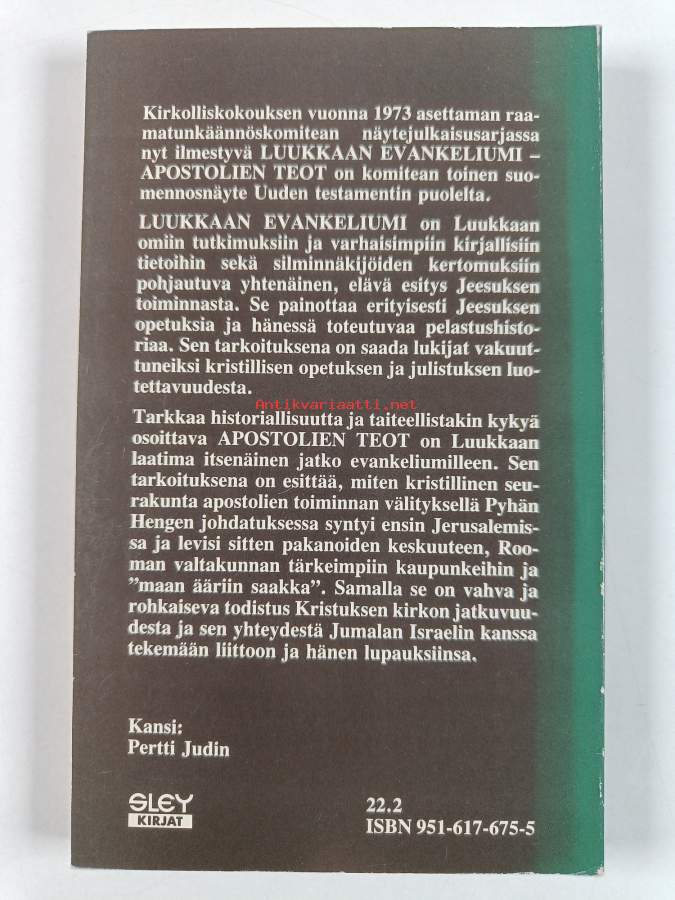 Kirkolliskokouksen vuonna 1973 asettaman raa-
matunkäännöskomitean näytejulkaisusarjassa
nyt ilmestyvä LUUKKAAN EVANKELIUMI –
APOSTOLIEN TEOT on komitean toinen suo-
mennosnäyte Uuden testamentin puolelta.
LUUKKAAN EVANKELIUMI on Luukkaan
omiin tutkimuksiin ja varhaisimpiin kirjallisiin
tietoihin sekä silminnäkijöiden kertomuksiin
pohjautuva yhtenäinen, elävä esitys Jeesuksen
toiminnasta. Se painottaa erityisesti Jeesuksen
opetuksia ja hänessä toteutuvaa pelastushisto-
riaa. Sen tarkoituksena on saada lukijat vakuut-
tuneiksi kristillisen opetuksen ja julistuksen luo-
tettavuudesta.
Antikvariaatti.net
Tarkkaa historiallisuutta ja taiteellistakin kykyä
osoittava APOSTOLIEN TEOT on Luukkaan
laatima itsenäinen jatko evankeliumilleen. Sen
tarkoituksena on esittää, miten kristillinen seu-
rakunta apostolien toiminnan välityksellä Pyhän
Hengen johdatuksessa syntyi ensin Jerusalemis-
sa ja levisi sitten pakanoiden keskuuteen, Roo-
man valtakunnan tärkeimpiin kaupunkeihin ja
”maan ääriin saakka”. Samalla se on vahva ja
rohkaiseva todistus Kristuksen kirkon jatkuvuu-
desta ja sen yhteydestä Jumalan Israelin kanssa
tekemään liittoon ja hänen lupauksiinsa.
Kansi:
Pertti Judin
SLEY
KIRJAT
22.2
ISBN 951-617-675-5